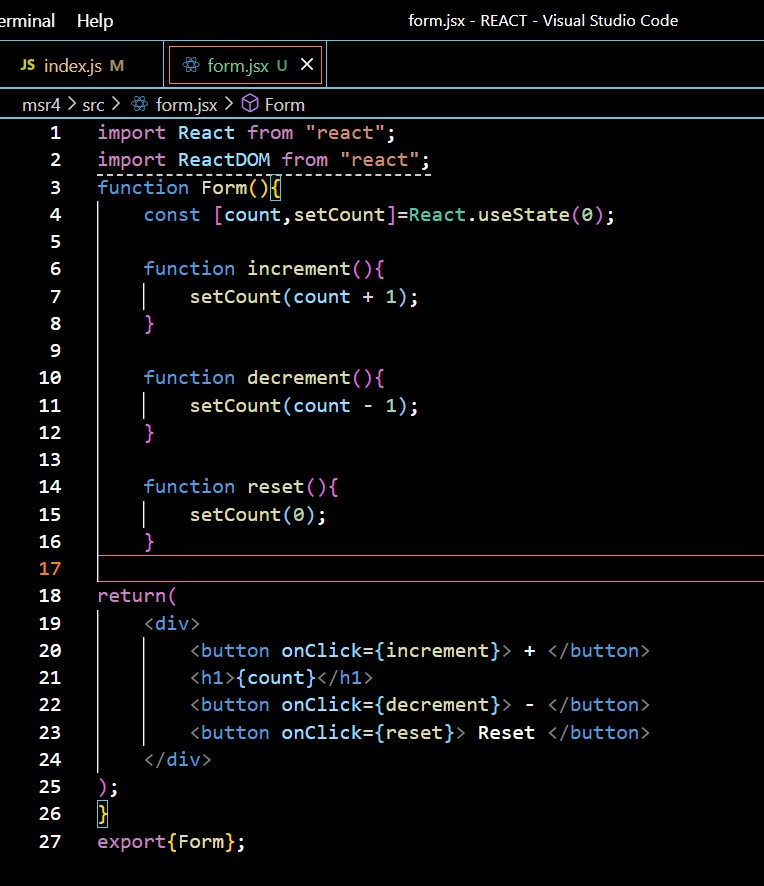 erminal Help form.jsx - REACT - Visual Studio Code
JS index.js M form.jsx U ×
msr4 > src > form.jsx > Form
1 import React from "react";
2 import ReactDOM from "react";
3 function Form(){
4 const [count,setCount]=React.useState(0);
5
6 function increment(){
7 setCount(count + 1);
8 }
9
10 function decrement(){
11 setCount(count - 1);
12 }
13
14 function reset(){
15 setCount(0);
16 }
17
18 return(
19 <div>
20 <button onClick={increment}> + </button>
21 <h1>{count}</h1>
22 <button onClick={decrement}> - </button>
23 <button onClick={reset}> Reset </button>
24 </div>
25 );
26 }
27 export{Form};